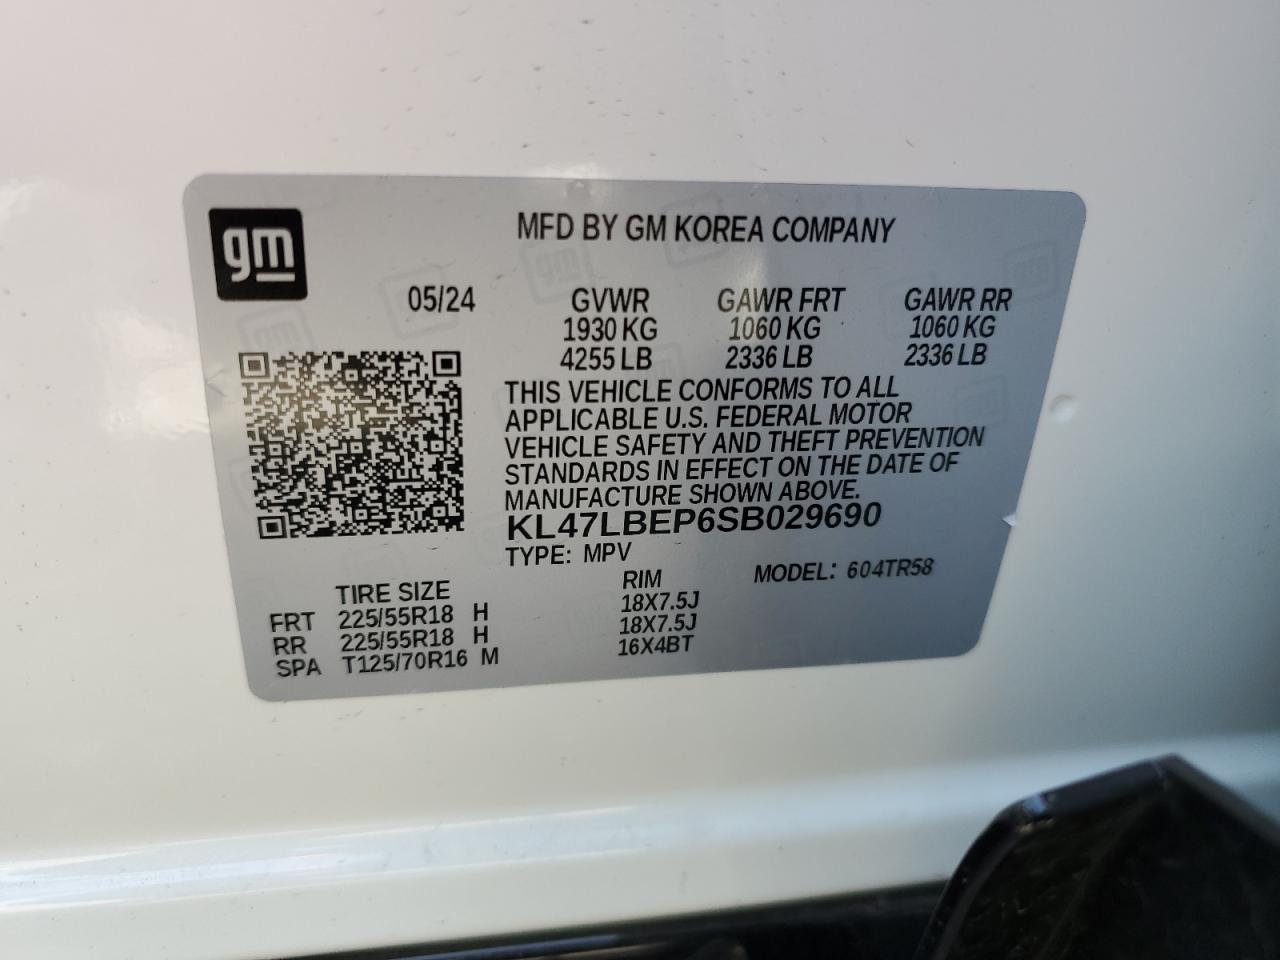 gm
MFD BY GM KOREA COMPANY
05/24 GVWR GAWR FRT GAWR RR
1930 KG 1060 KG 1060 KG
4255 LB 2336 LB 2336 LB
THIS VEHICLE CONFORMS TO ALL
APPLICABLE U.S. FEDERAL MOTOR
VEHICLE SAFETY AND THEFT PREVENTION
STANDARDS IN EFFECT ON THE DATE OF
MANUFACTURE SHOWN ABOVE.
KL47LBEP6SB029690
TYPE: MPV MODEL: 604TR58
TIRE SIZE RIM
FRT 225/55R18 H 18X7.5J
RR 225/55R18 H 18X7.5J
SPA T125/70R16 M 16X4BT